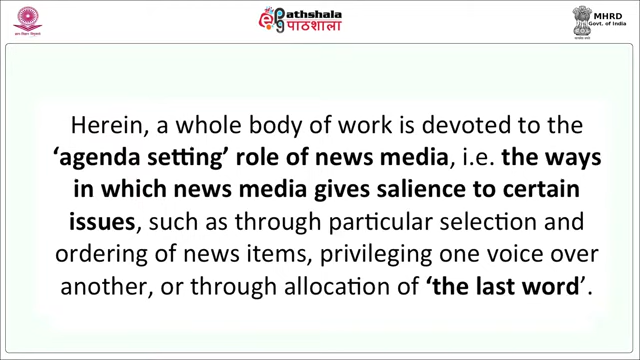 Pathshala
पाठशाला
MHRD
Govt. of India
Herein, a whole body of work is devoted to the
‘agenda setting’ role of news media, i.e. the ways
in which news media gives salience to certain
issues, such as through particular selection and
ordering of news items, privileging one voice over
another, or through allocation of ‘the last word’.